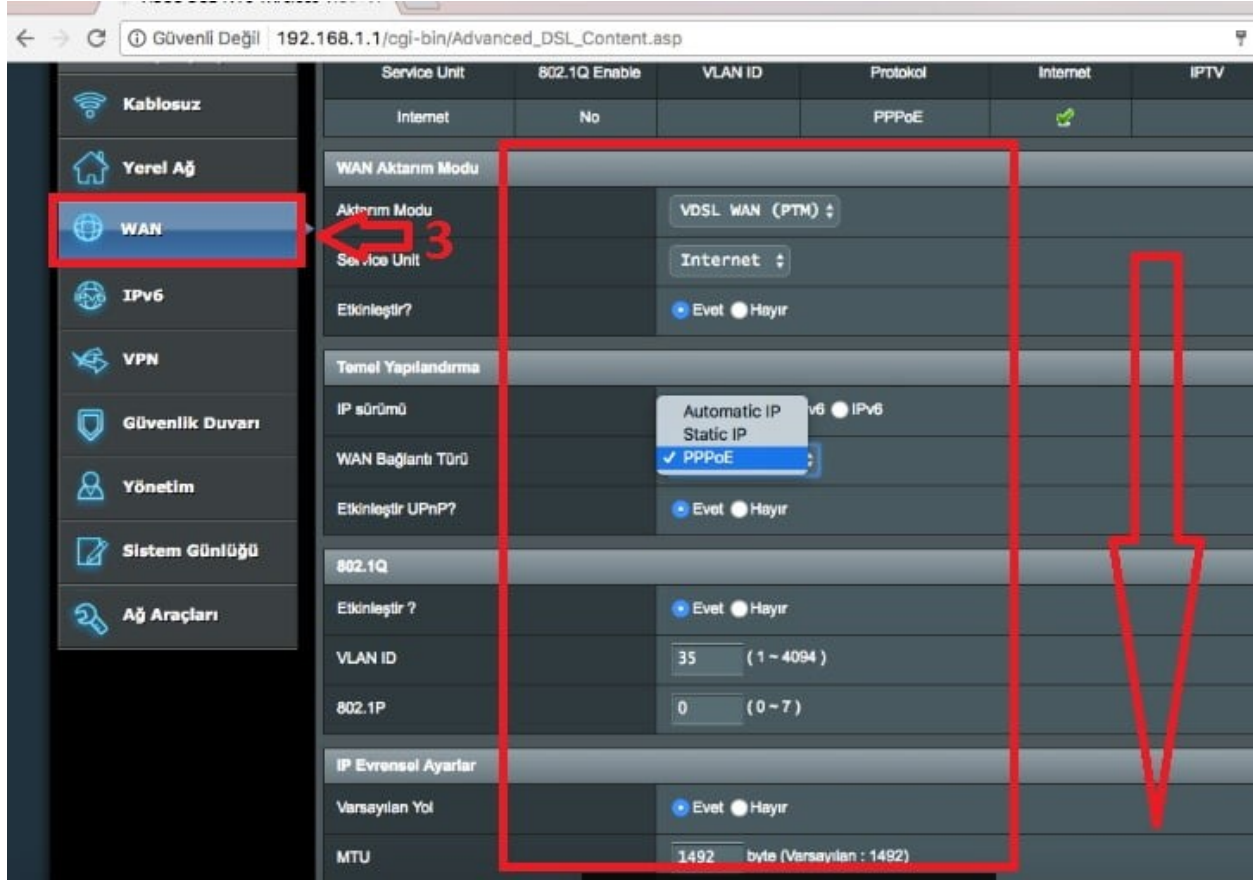 Güvenli Değil 192.168.1.1/cgi-bin/Advanced_DSL_Content.asp
Service Unit 802.1Q Enable VLAN ID Protokol Internet IPTV
Internet No PPPoE
Kablosuz
Yerel Ağ
WAN
3
IPv6
VPN
Güvenlik Duvarı
Yönetim
Sistem Günlüğü
Ağ Araçları
WAN Aktarım Modu
Aktarım Modu VDSL WAN (PTM)
Service Unit Internet
Etkinleştir? Evet Hayır
Temel Yapılandırma
IP sürümü v6 IPv6
Automatic IP
Static IP
PPPoE
WAN Bağlantı Türü
Etkinleştir UPnP? Evet Hayır
802.1Q
Etkinleştir ? Evet Hayır
VLAN ID 35 ( 1 ~ 4094 )
802.1P 0 ( 0 ~ 7 )
IP Evrensel Ayarlar
Varsayılan Yol Evet Hayır
MTU 1492 byte (Varsayılan : 1492)